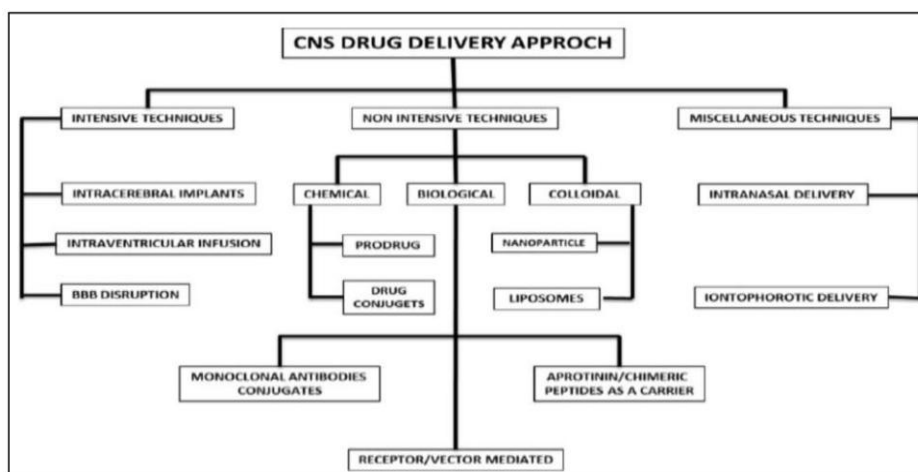 CNS DRUG DELIVERY APPROCH
INTENSIVE TECHNIQUES
NON INTENSIVE TECHNIQUES
MISCELLANEOUS TECHNIQUES
INTRACEREBRAL IMPLANTS
CHEMICAL
BIOLOGICAL
COLLOIDAL
INTRANASAL DELIVERY
INTRAVENTRICULAR INFUSION
PRODRUG
NANOPARTICLE
BBB DISRUPTION
DRUG
CONJUGETS
LIPOSOMES
IONTOPHOROTIC DELIVERY
MONOCLONAL ANTIBODIES
CONJUGATES
APROTININ/CHIMERIC
PEPTIDES AS A CARRIER
RECEPTOR/VECTOR MEDIATED